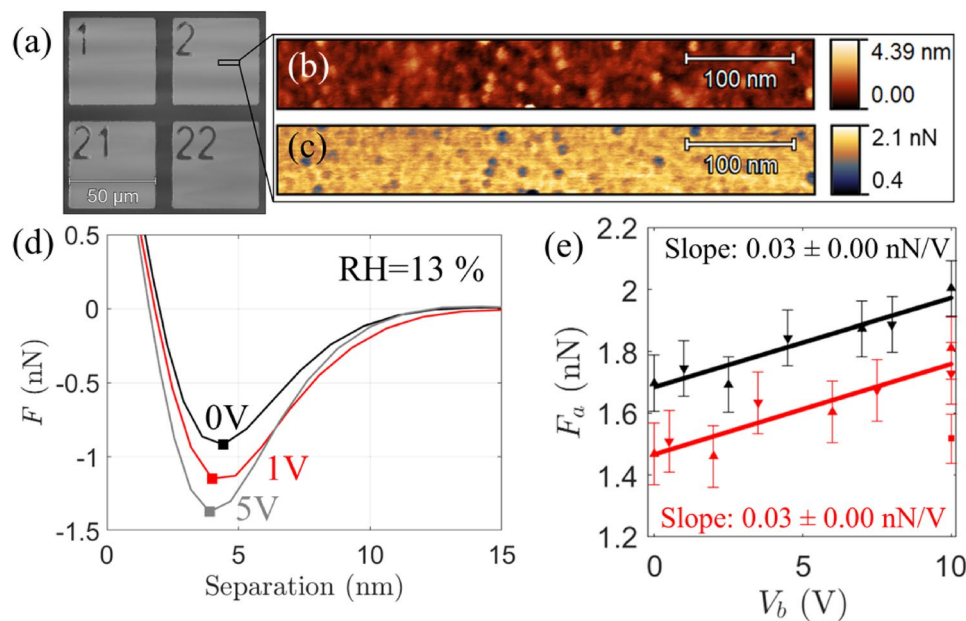 (a)
1
2
21
22
50 μm
(b)
100 nm
4.39 nm
0.00
(c)
100 nm
2.1 nN
0.4
(d)
RH=13 %
0.5
0
-0.5
-1
-1.5
F (nN)
0V
1V
5V
0
5
10
15
Separation (nm)
(e)
Slope: 0.03 ± 0.00 nN/V
2
1.8
1.6
1.4
1.2
Fₐ (nN)
Slope: 0.03 ± 0.00 nN/V
0
5
10
V_b (V)